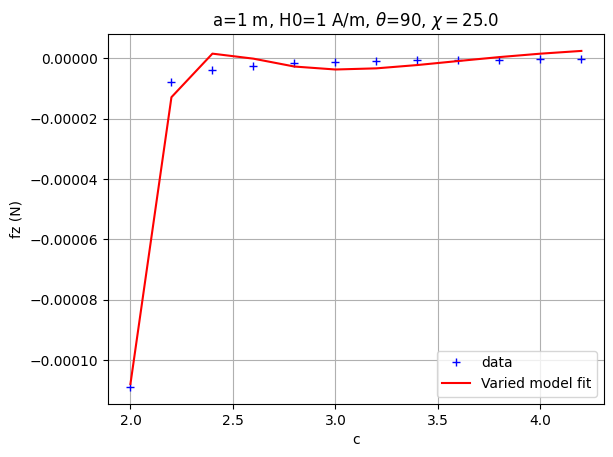 a=1 m, H0=1 A/m, θ=90, χ = 25.0
0.00000
−0.00002
−0.00004
−0.00006
−0.00008
−0.00010
fz (N)
data
Varied model fit
2.0 2.5 3.0 3.5 4.0
c